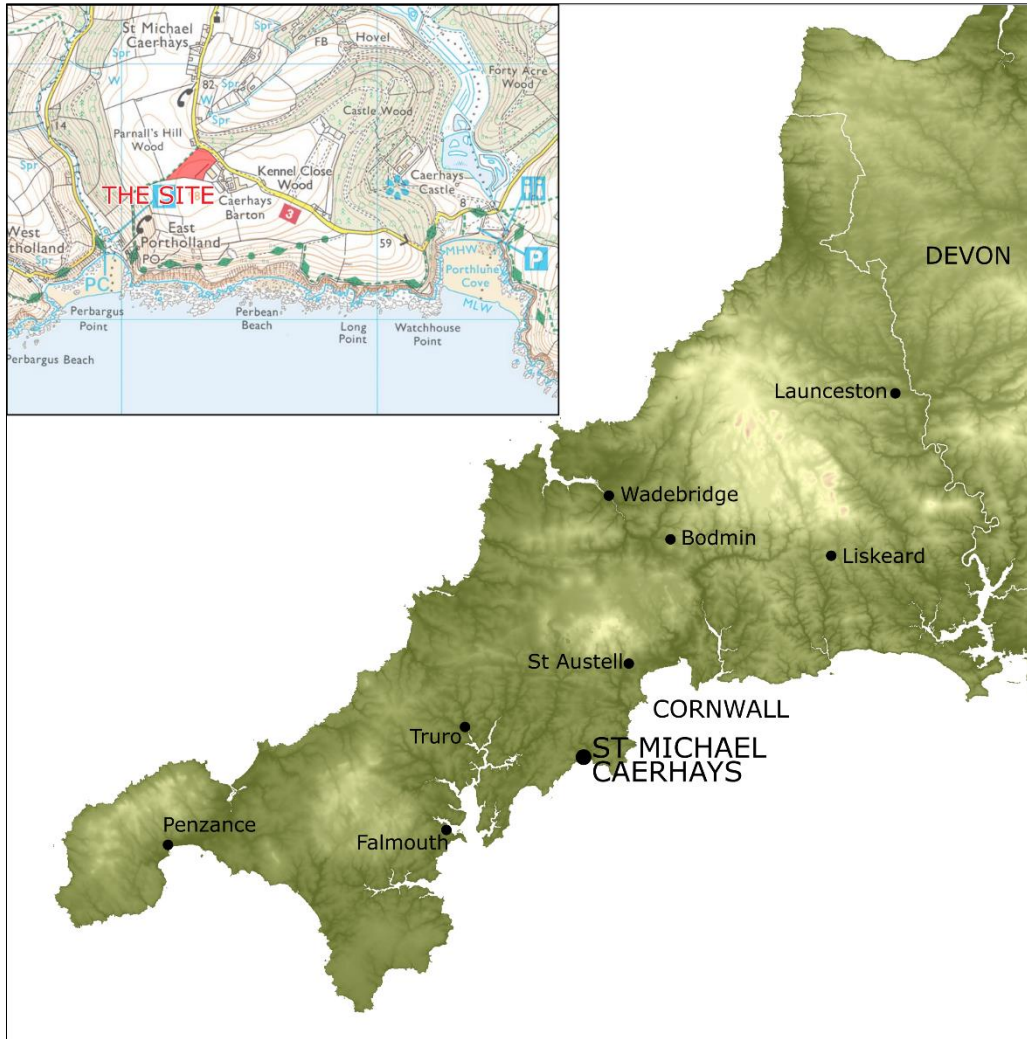 St Michael
Caerhays
FB
Hovel
Spr
W
Spr
Forty Acre
Wood
82
W
Spr
Castle Wood
14
Parnall's Hill
Wood
Spr
THE SITE
Kennel Close
Wood
Caerhays
Castle
8
Caerhays
Barton
3
West
tholland
Spr
East
Portholland
PO
59
MHW
Porthluney
Cove
MLW
P
PC
Perbargus
Point
Perbean
Beach
Long
Point
Watchhouse
Point
Perbargus Beach
DEVON
Launceston
Wadebridge
Bodmin
Liskeard
St Austell
CORNWALL
Truro
ST MICHAEL
CAERHAYS
Penzance
Falmouth